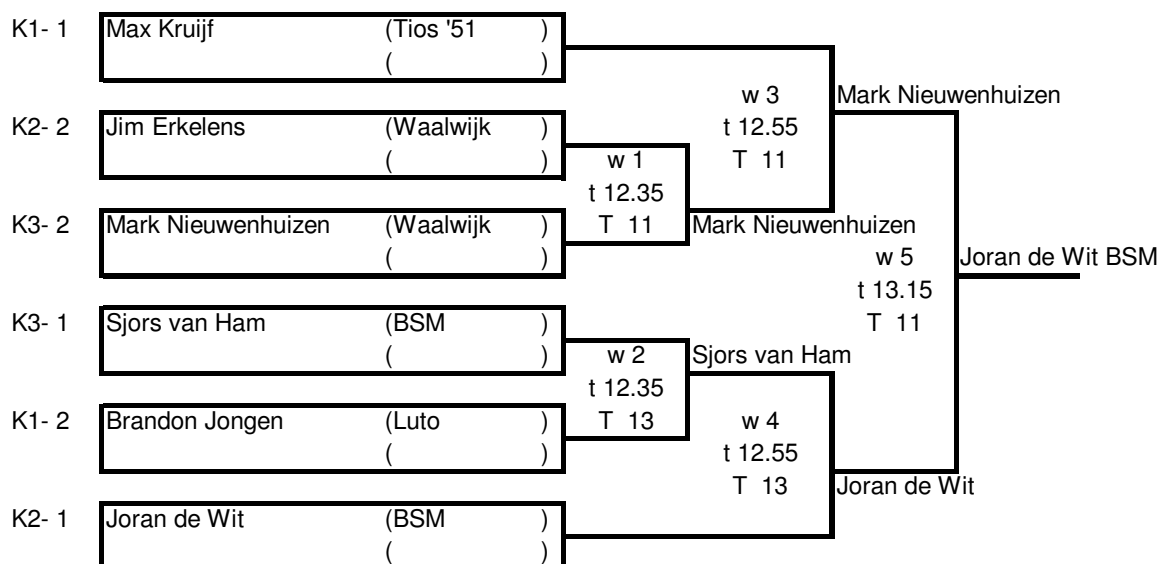 K1- 1 Max Kruijf (Tios '51 )
( )
w 3 Mark Nieuwenhuizen
K2- 2 Jim Erkelens (Waalwijk ) t 12.55
( ) w 1 T 11
t 12.35
K3- 2 Mark Nieuwenhuizen (Waalwijk ) T 11 Mark Nieuwenhuizen
( ) w 5 Joran de Wit BSM
t 13.15
K3- 1 Sjors van Ham (BSM ) T 11
( ) w 2 Sjors van Ham
t 12.35
K1- 2 Brandon Jongen (Luto ) T 13 w 4
( ) t 12.55
T 13 Joran de Wit
K2- 1 Joran de Wit (BSM )
( )